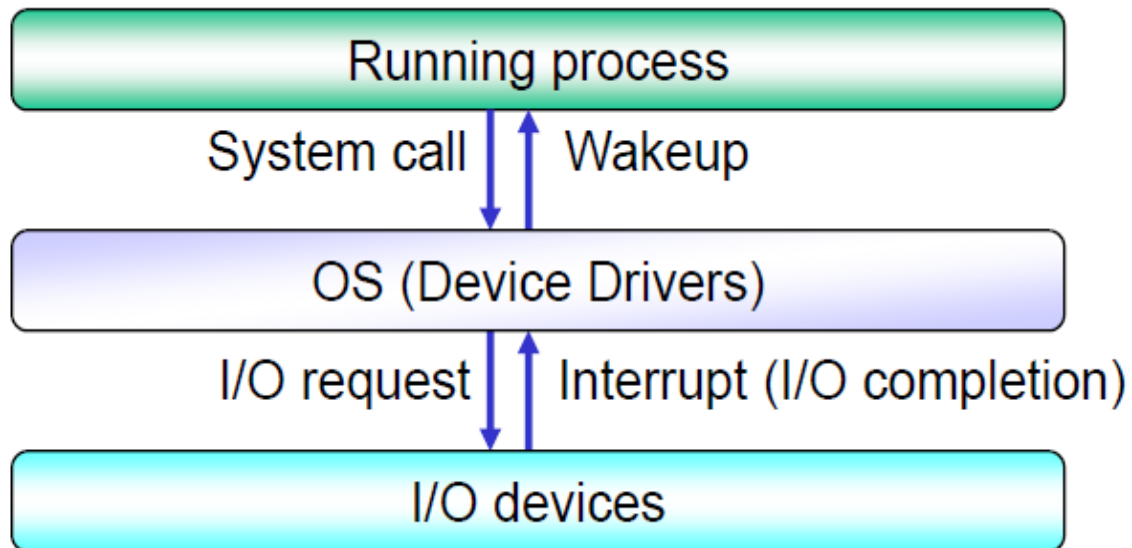 Running process
System call
Wakeup
OS (Device Drivers)
I/O request
Interrupt (I/O completion)
I/O devices